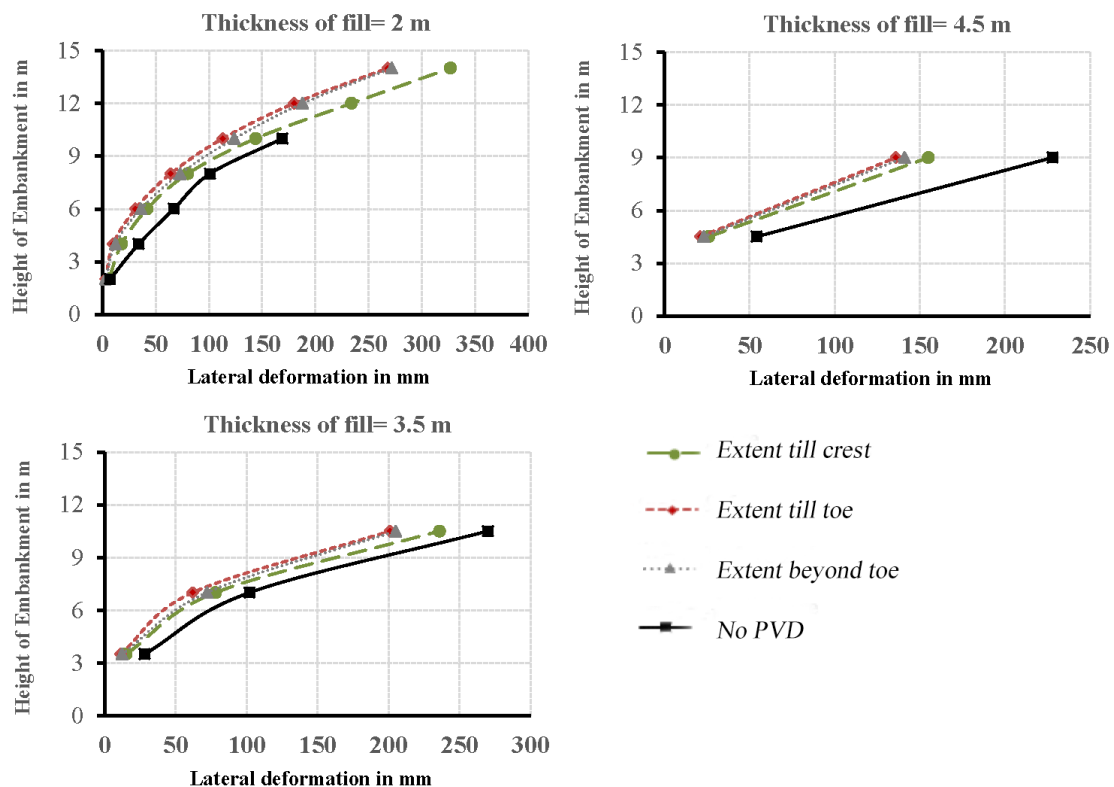 Thickness of fill= 2 m
Height of Embankment in m
15
12
9
6
3
0
0 50 100 150 200 250 300 350 400
Lateral deformation in mm
Thickness of fill= 4.5 m
Height of Embankment in m
15
12
9
6
3
0
0 50 100 150 200 250
Lateral deformation in mm
Thickness of fill= 3.5 m
Height of Embankment in m
15
12
9
6
3
0
0 50 100 150 200 250 300
Lateral deformation in mm
Extent till crest
Extent till toe
Extent beyond toe
No PVD